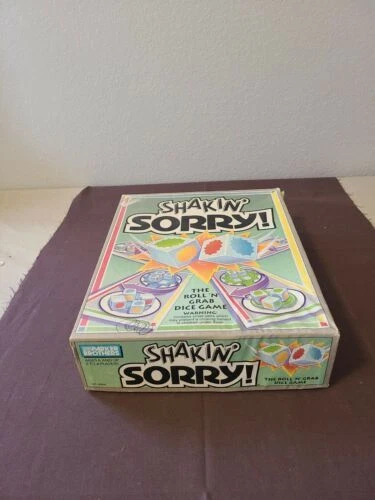 SHAKIN'
SORRY!
THE
ROLL 'N'
GRAB
DICE GAME
WARNING:
PARKER
BROTHERS
SHAKIN'
SORRY!
THE ROLL 'N' GRAB
DICE GAME